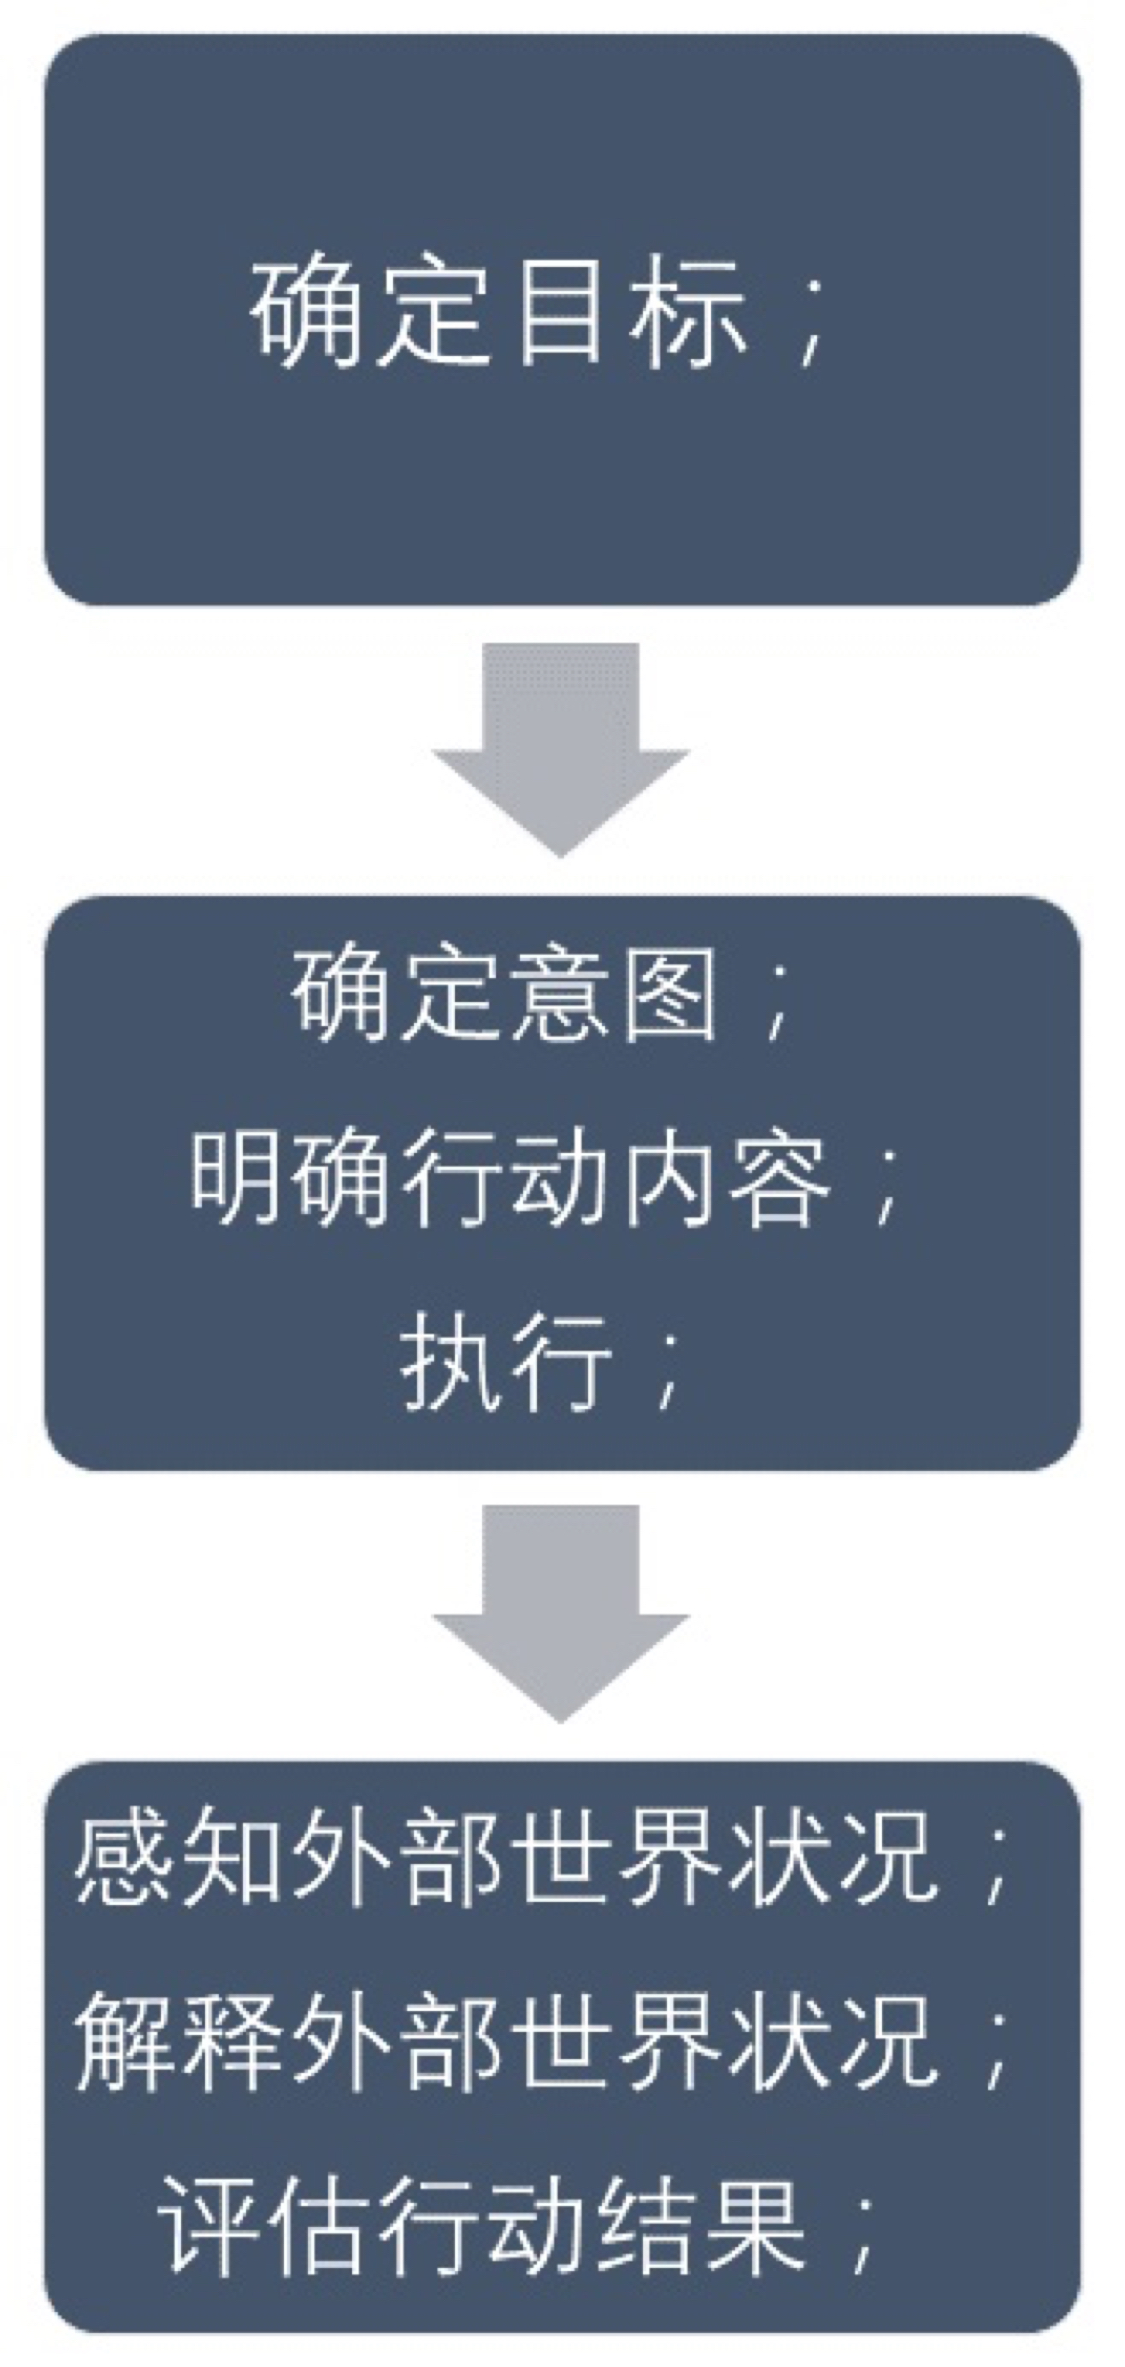 确定目标；
确定意图；
明确行动内容；
执行；
感知外部世界状况；
解释外部世界状况；
评估行动结果；